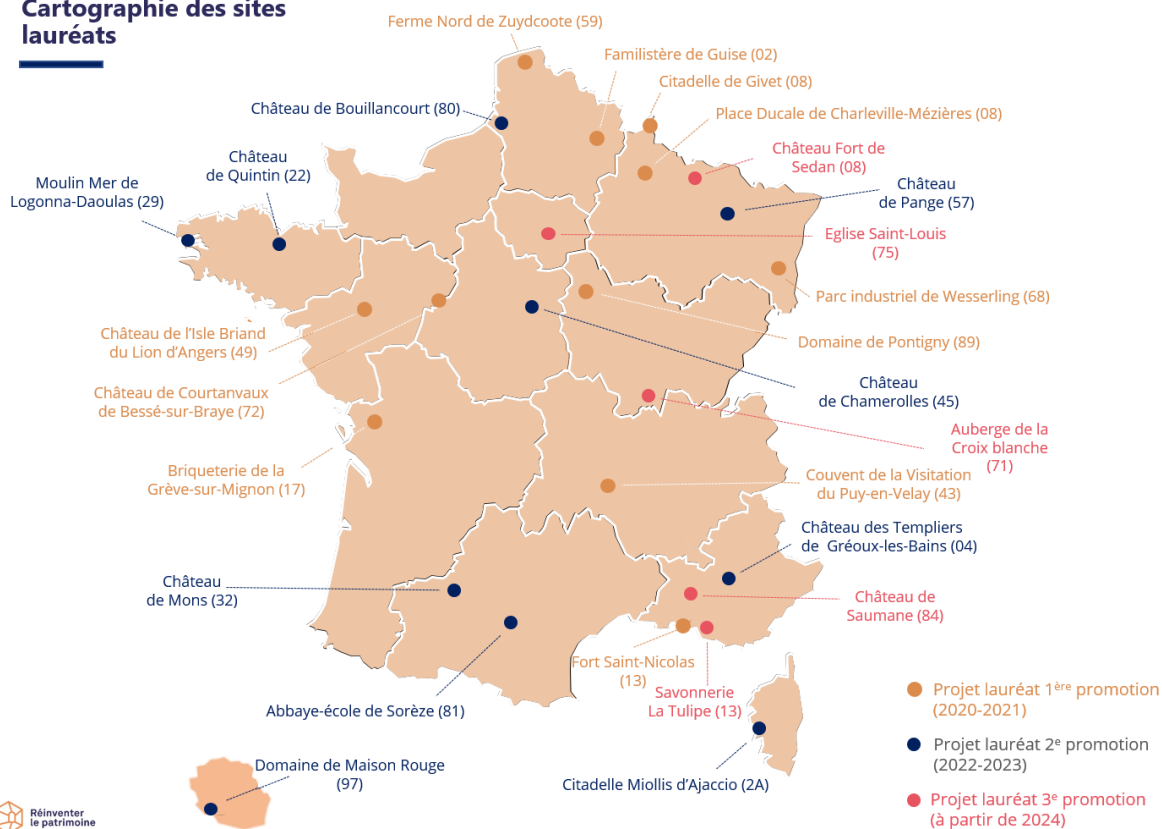 Cartographie des sites
lauréats
Ferme Nord de Zuydcoote (59)
Familistère de Guise (02)
Citadelle de Givet (08)
Château de Bouillancourt (80)
Place Ducale de Charleville-Mézières (08)
Château Fort de
Sedan (08)
Château
de Quintin (22)
Moulin Mer de
Logonna-Daoulas (29)
Château
de Pange (57)
Eglise Saint-Louis
(75)
Parc industriel de Wesserling (68)
Château de l'Isle Briand
du Lion d'Angers (49)
Domaine de Pontigny (89)
Château de Courtanvaux
de Bessé-sur-Braye (72)
Château
de Chamerolles (45)
Auberge de la
Croix blanche
(71)
Briqueterie de la
Grève-sur-Mignon (17)
Couvent de la Visitation
du Puy-en-Velay (43)
Château des Templiers
de Gréoux-les-Bains (04)
Château
de Mons (32)
Château de
Saumane (84)
Fort Saint-Nicolas
(13)
Savonnerie
La Tulipe (13)
Abbaye-école de Sorèze (81)
Domaine de Maison Rouge
(97)
Citadelle Miollis d'Ajaccio (2A)
Projet lauréat 1ère promotion
(2020-2021)
Projet lauréat 2e promotion
(2022-2023)
Projet lauréat 3e promotion
(à partir de 2024)
Réinventer
le patrimoine